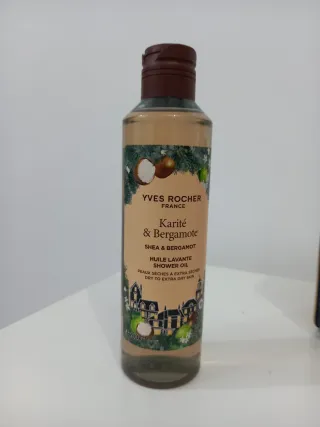 YVES ROCHER
FRANCE
Karité
& Bergamote
SHEA & BERGAMOT
HUILE LAVANTE
SHOWER OIL
PEAUX SÈCHES À EXTRA SÈCHES
DRY TO EXTRA DRY SKIN